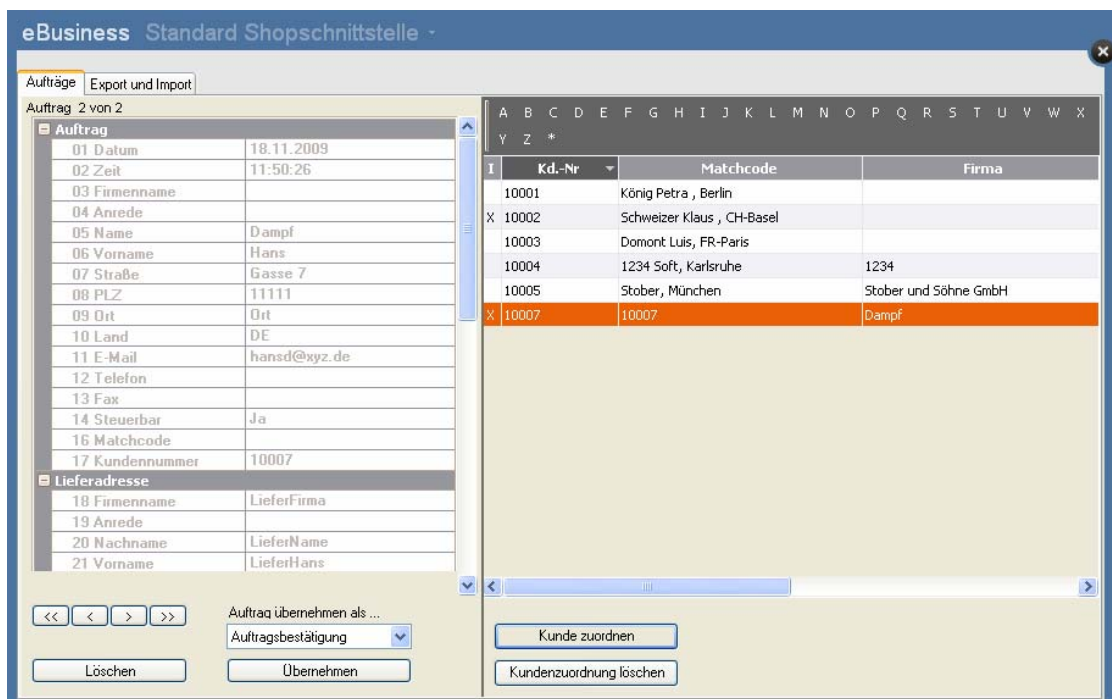 eBusiness Standard Shopschnittstelle
Aufträge Export und Import
Auftrag 2 von 2
Auftrag
01 Datum 18.11.2009
02 Zeit 11:50:26
03 Firmenname
04 Anrede
05 Name Dampf
06 Vorname Hans
07 Straße Gasse 7
08 PLZ 11111
09 Ort Ort
10 Land DE
11 E-Mail hansd@xyz.de
12 Telefon
13 Fax
14 Steuerbar Ja
16 Matchcode
17 Kundennummer 10007
Lieferadresse
18 Firmenname LieferFirma
19 Anrede
20 Nachname LieferName
21 Vorname LieferHans
<< < > >>
Auftrag übernehmen als ...
Auftragsbestätigung
Löschen Übernehmen
A B C D E F G H I J K L M N O P Q R S T U V W X
Y Z *
I Kd.-Nr Matchcode Firma
10001 König Petra , Berlin
X 10002 Schweizer Klaus , CH-Basel
10003 Domont Luis, FR-Paris
10004 1234 Soft, Karlsruhe 1234
10005 Stober, München Stober und Söhne GmbH
X 10007 10007 Dampf
Kunde zuordnen
Kundenzuordnung löschen